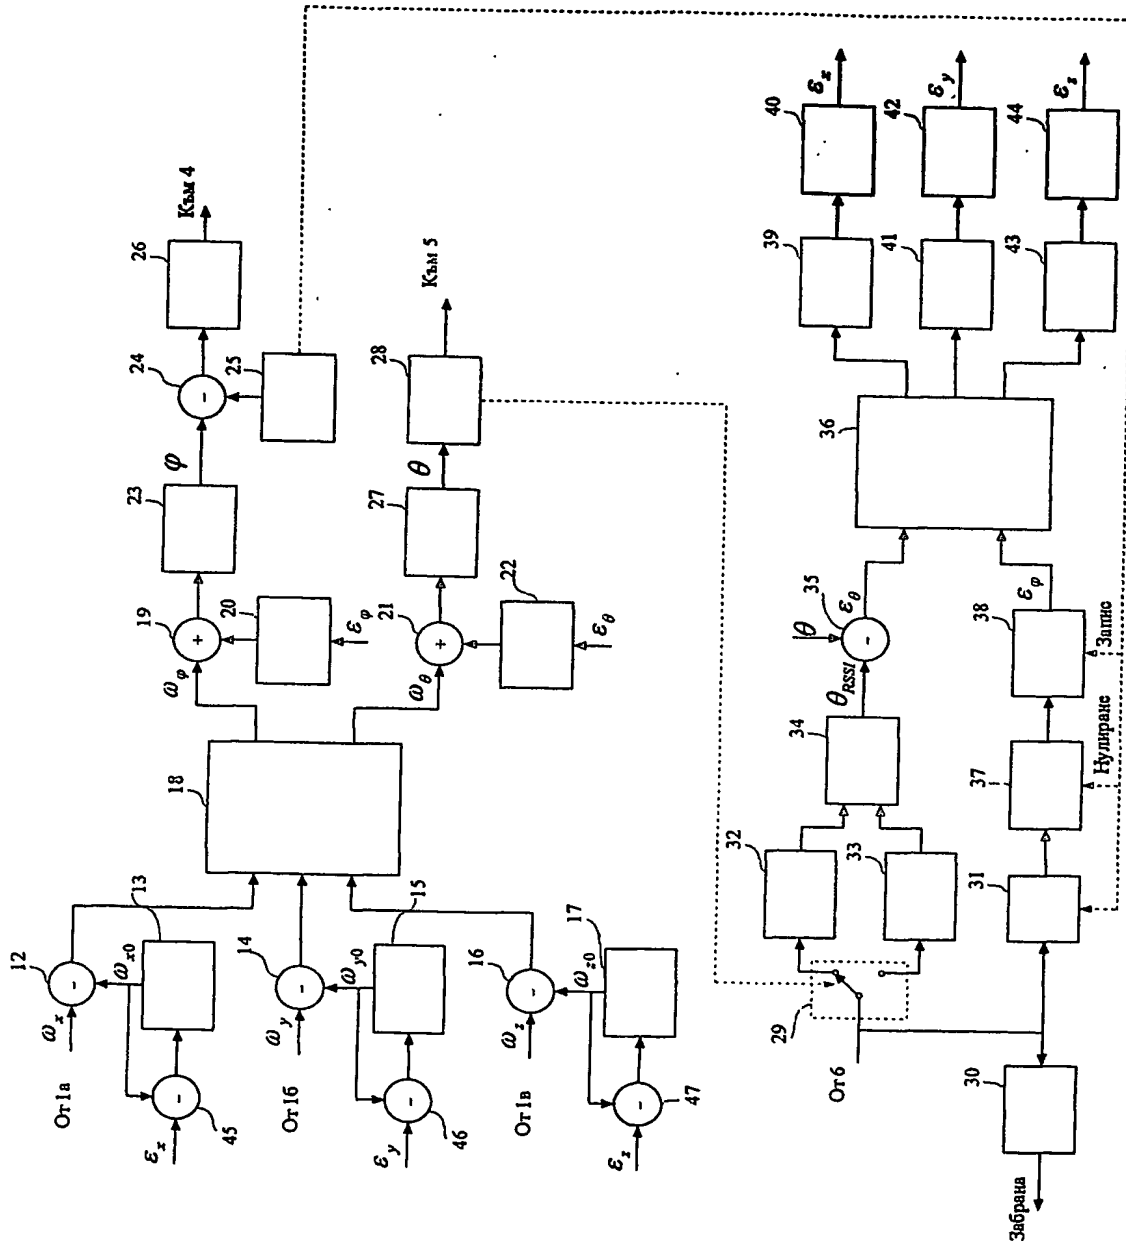 От 1а
ω_x
12
ω_x0
13
45
ε_x
От 1б
ω_y
14
ω_y0
15
46
ε_y
От 1в
ω_z
16
ω_z0
17
47
ε_z
18
ω_φ
19
+
20
ε_φ
23
φ
24
25
26
Към 4
ω_θ
21
+
22
ε_θ
27
θ
28
Към 5
От 6
29
30
Забрана
31
32
33
34
θ_RSSI
θ
35
ε_θ
36
37
Нулиране
38
Запис
ε_φ
39
40
ε_x
41
42
ε_y
43
44
ε_z